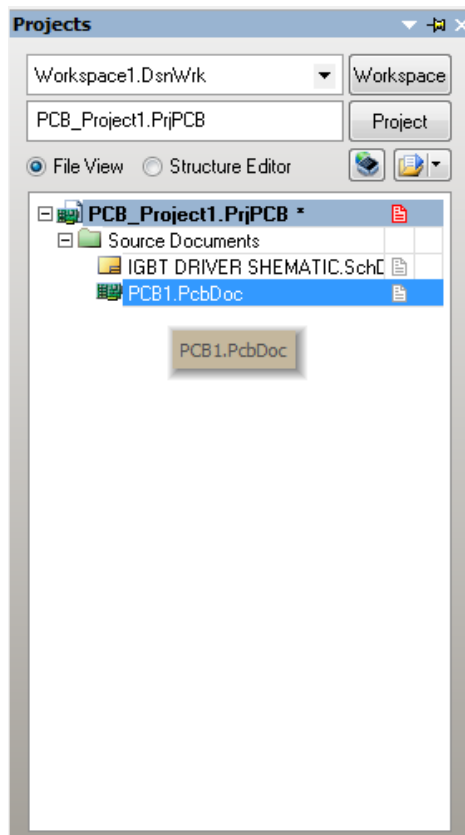 Projects
Workspace1.DsnWrk Workspace
PCB_Project1.PrjPCB Project
File View Structure Editor
PCB_Project1.PrjPCB *
Source Documents
IGBT DRIVER SHEMATIC.SchD
PCB1.PcbDoc
PCB1.PcbDoc